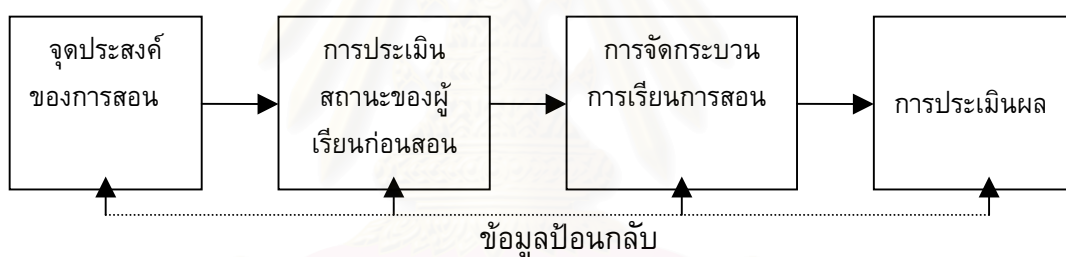 จุดประสงค์
ของการสอน
การประเมิน
สถานะของผู้
เรียนก่อนสอน
การจัดกระบวน
การเรียนการสอน
การประเมินผล
ข้อมูลป้อนกลับ